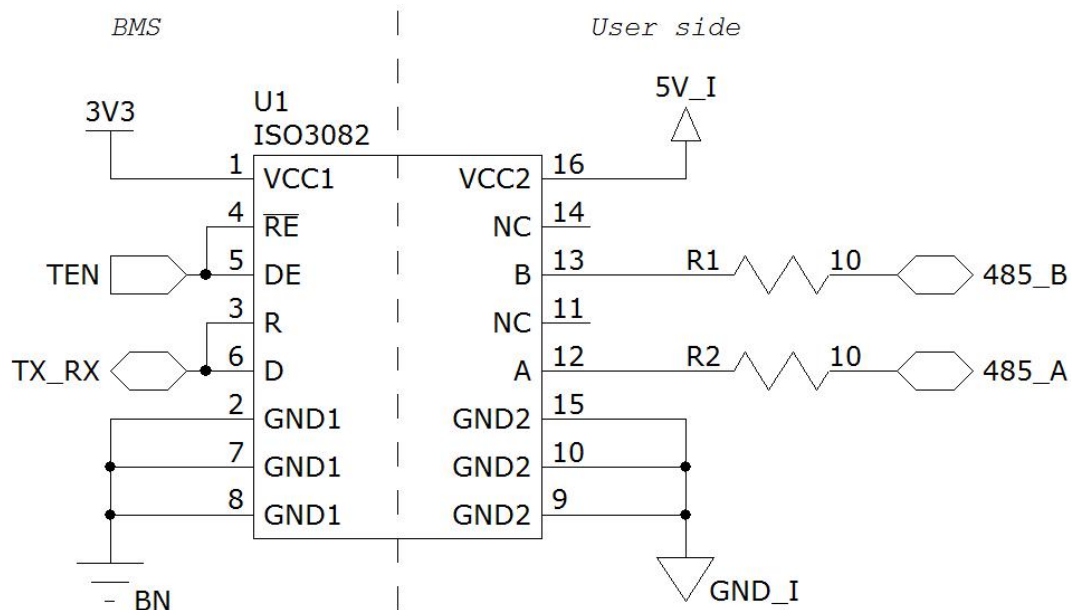 BMS
User side
5V_I
3V3
U1
ISO3082
1 VCC1 VCC2 16
4 RE NC 14
TEN 5 DE B 13 R1 10 485_B
3 R NC 11
TX_RX 6 D A 12 R2 10 485_A
2 GND1 GND2 15
7 GND1 GND2 10
8 GND1 GND2 9
BN
GND_I